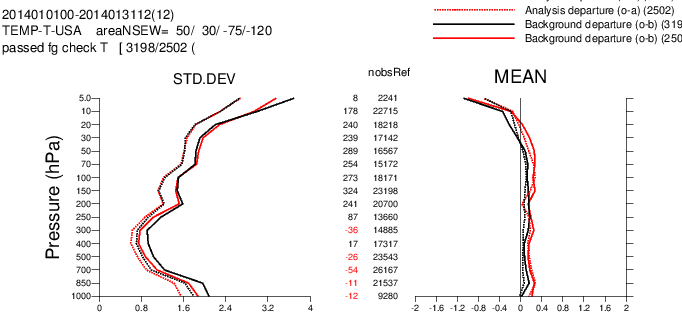 Analysis departure (o-a) (2502)
2014010100-2014013112(12)
Background departure (o-b) (319
TEMP-T-USA areaNSEW= 50/ 30/ -75/-120
Background departure (o-b) (250
passed fg check T [ 3198/2502 (
STD.DEV nobsRef MEAN
Pressure (hPa)
5.0 8 2241
10 178 22715
20 240 18218
30 239 17142
50 289 16567
70 254 15172
100 273 18171
150 324 23198
200 241 20700
250 87 13660
300 -36 14885
400 17 17317
500 -26 23543
700 -54 26167
850 -11 21537
1000 -12 9280
0 0.8 1.6 2.4 3.2 4 -2 -1.6 -1.2 -0.8 -0.4 0 0.4 0.8 1.2 1.6 2